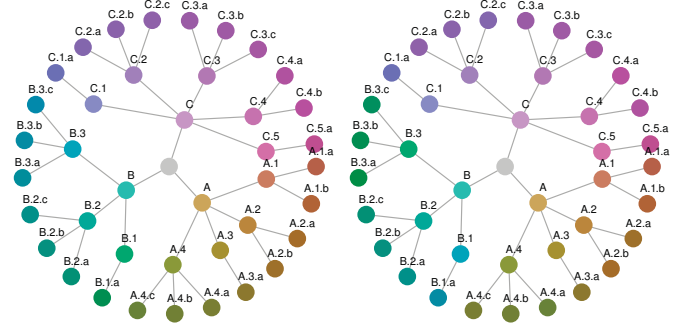 C.2.c C.3.a
C.2.b C.3.b
C.2.a C.3.c
C.1.a C.2 C.3 C.4.a
B.3.c C.1 C C.4 C.4.b
B.3.b B.3 C.5 C.5.a
B.3.a A.1 A.1.a
B A A.1.b
B.2.c B.2 A.2
B.2.b B.1 A.3 A.2.a
B.2.a A.4 A.2.b
B.1.a A.3.a
A.4.c A.4.b A.4.a
C.2.c C.3.a
C.2.b C.3.b
C.2.a C.3.c
C.1.a C.2 C.3 C.4.a
B.3.c C.1 C C.4 C.4.b
B.3.b B.3 C.5 C.5.a
B.3.a A.1 A.1.a
B A A.1.b
B.2.c B.2 A.2
B.2.b B.1 A.3 A.2.a
B.2.a A.4 A.2.b
B.1.a A.3.a
A.4.c A.4.b A.4.a